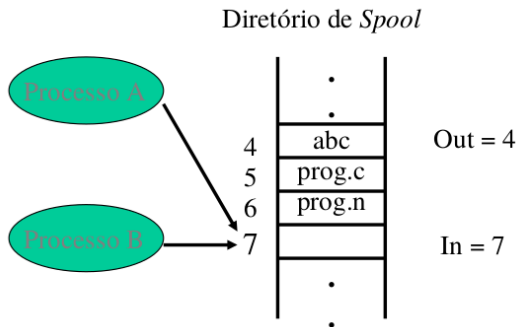 Diretório de Spool
Processo A
4 abc Out = 4
5 prog.c
6 prog.n
Processo B 7 In = 7